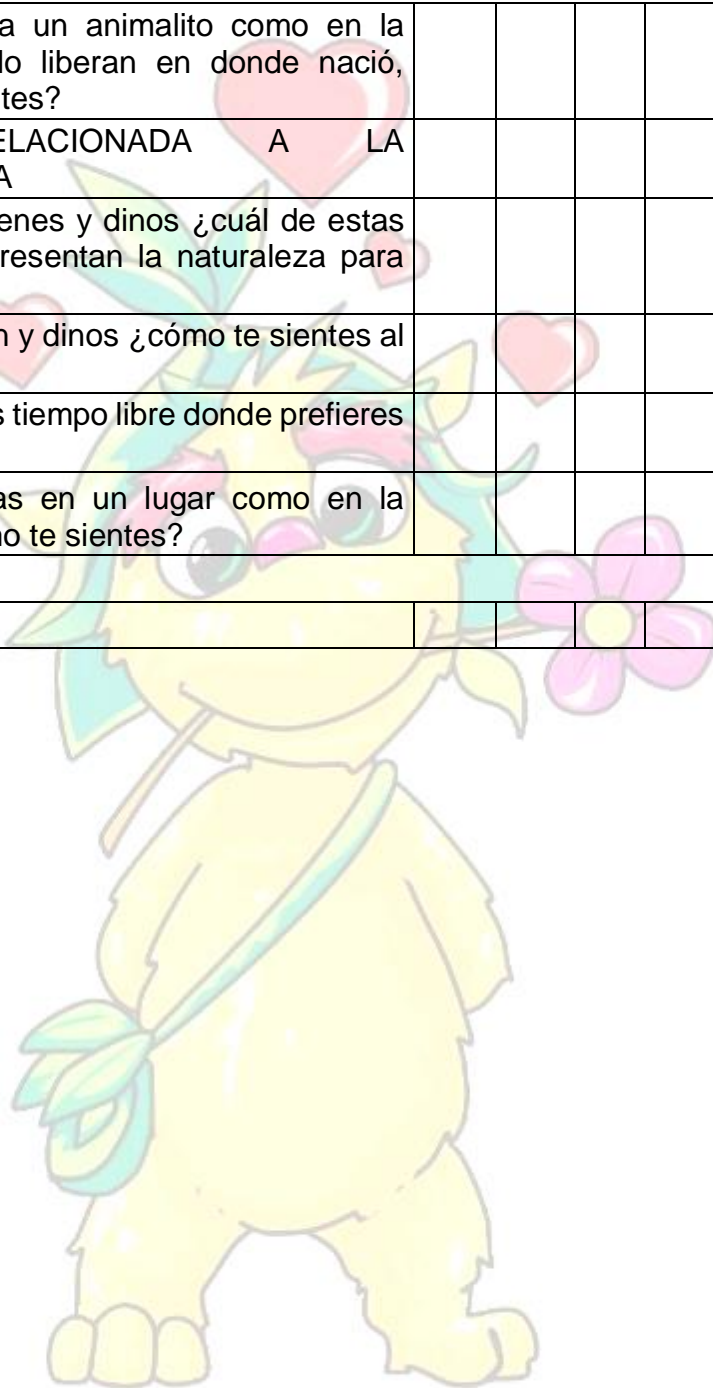 a un animalito como en la
lo liberan en donde nació,
tes?
ELACIONADA A LA
A
enes y dinos ¿cuál de estas
presentan la naturaleza para
n y dinos ¿cómo te sientes al
s tiempo libre donde prefieres
as en un lugar como en la
no te sientes?